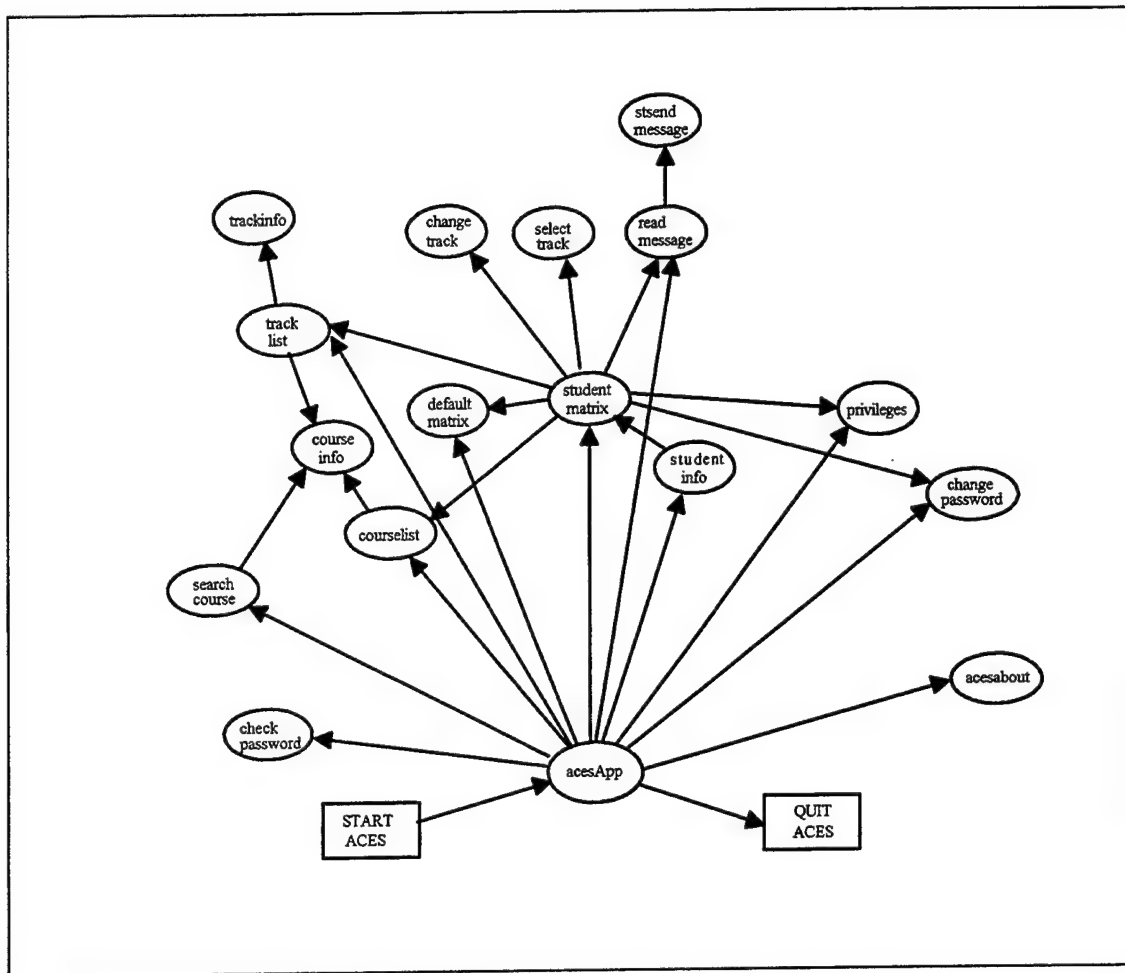 stsend
message
trackinfo
change
track
select
track
read
message
track
list
student
matrix
default
matrix
privileges
course
info
student
info
change
password
courselist
search
course
acesabout
check
password
acesApp
START
ACES
QUIT
ACES